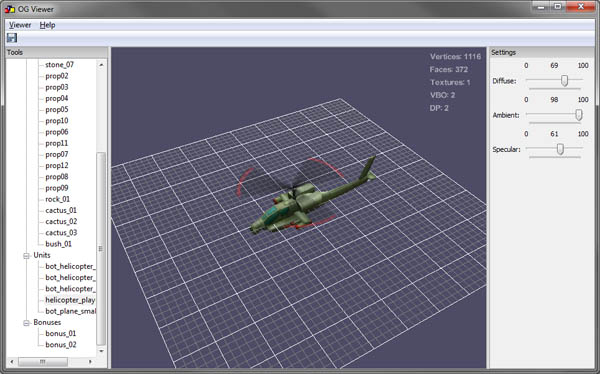 OG Viewer
Viewer Help
Tools
stone_07
prop02
prop03
prop04
prop05
prop10
prop06
prop11
prop07
prop12
prop08
prop09
rock_01
cactus_01
cactus_02
cactus_03
bush_01
Units
bot_helicopter_
bot_helicopter_
bot_helicopter_
helicopter_play
bot_plane_smal
Bonuses
bonus_01
bonus_02
Vertices: 1116
Faces: 372
Textures: 1
VBO: 2
DP: 2
Settings
0 69 100
Diffuse:
0 98 100
Ambient:
0 61 100
Specular: